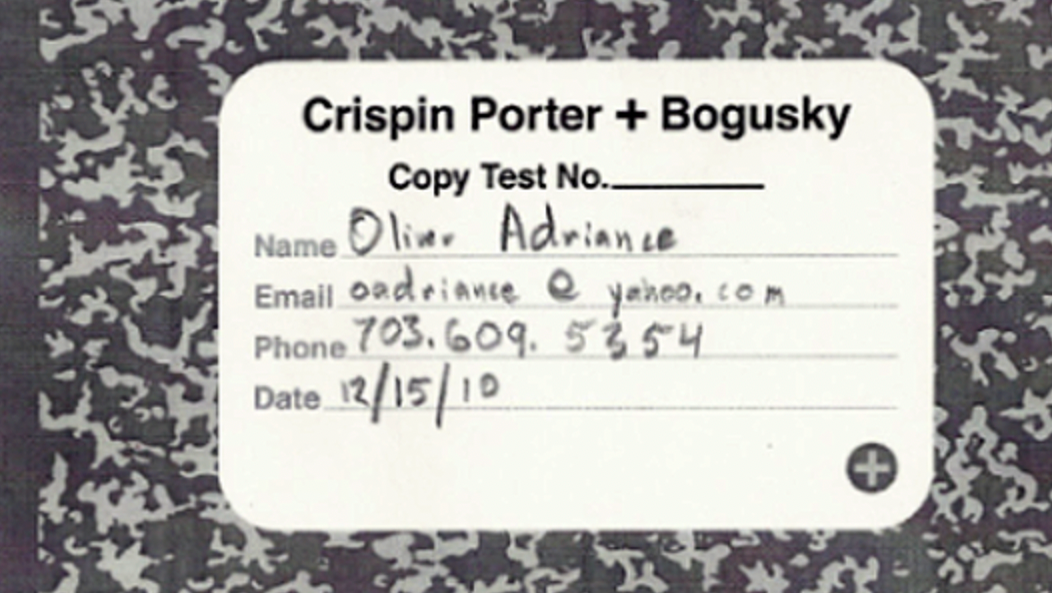 Crispin Porter + Bogusky
Copy Test No.
Name Oliver Adriance
Email oadriance @ yahoo.com
Phone 703.609.5354
Date 12/15/10